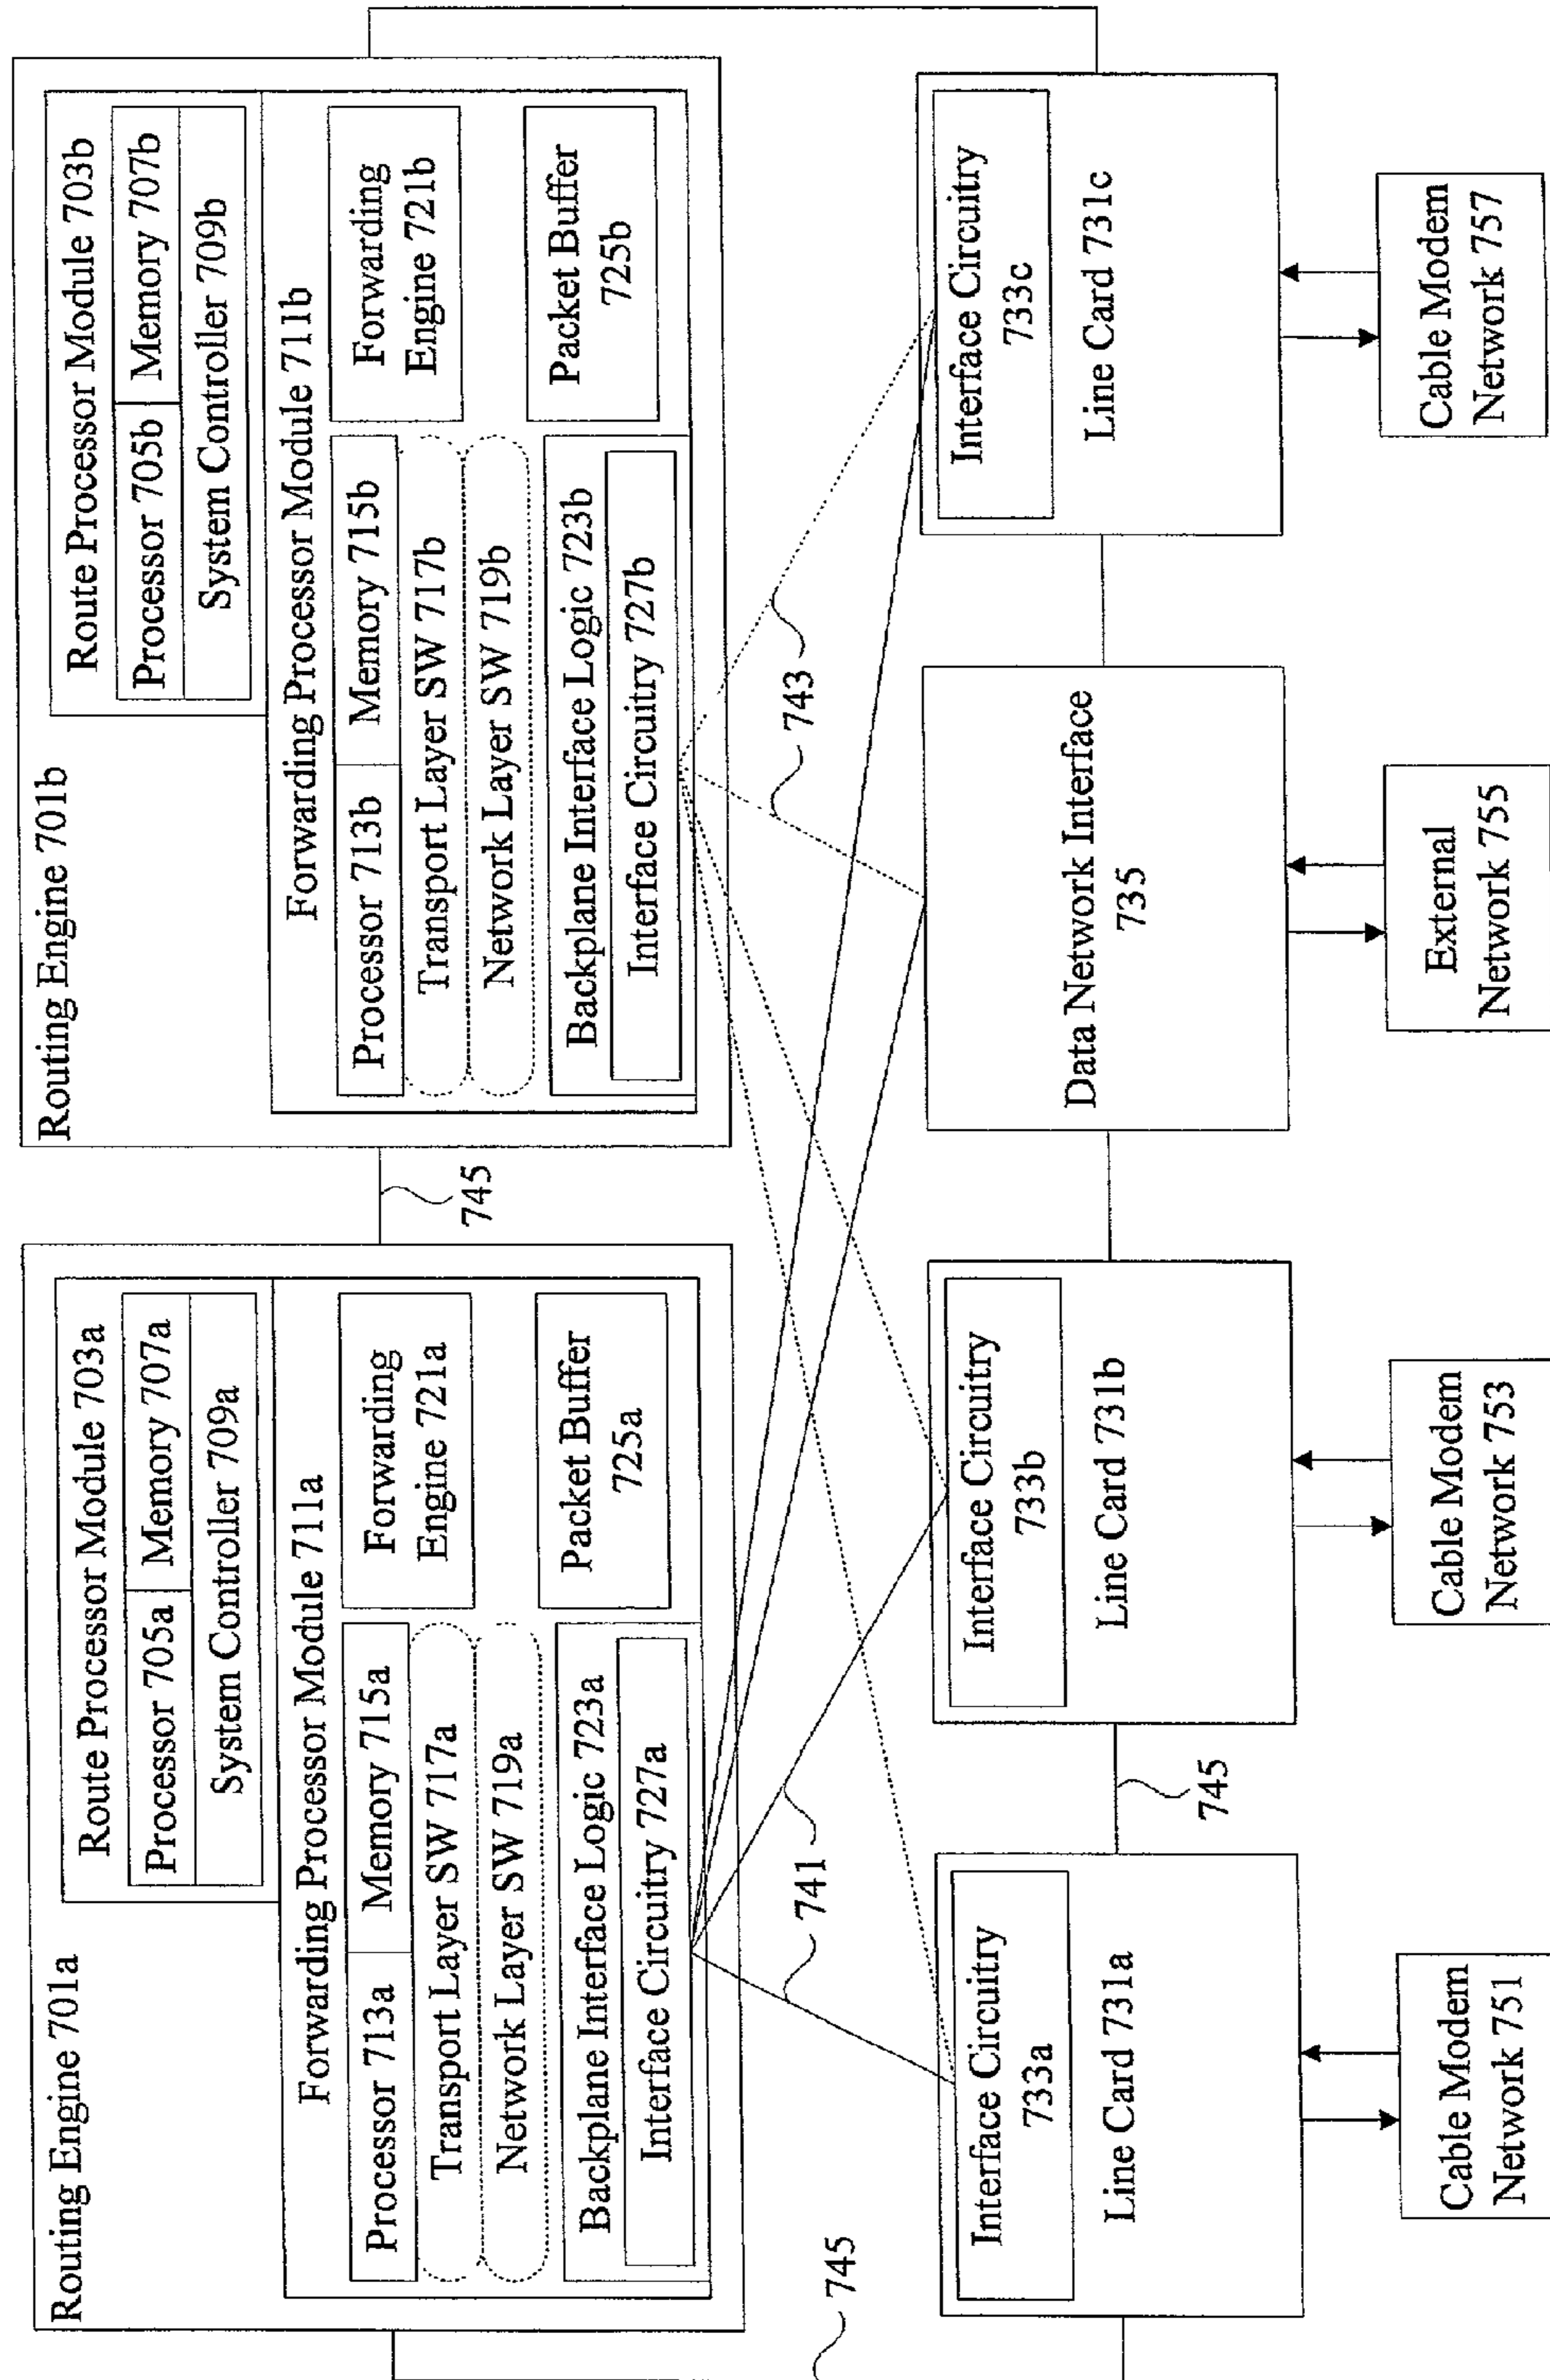 Routing Engine 701a
Route Processor Module 703a
Processor 705a
Memory 707a
System Controller 709a
Forwarding Processor Module 711a
Processor 713a
Memory 715a
Transport Layer SW 717a
Network Layer SW 719a
Forwarding
Engine 721a
Backplane Interface Logic 723a
Interface Circuitry 727a
Packet Buffer
725a
745
Routing Engine 701b
Route Processor Module 703b
Processor 705b
Memory 707b
System Controller 709b
Forwarding Processor Module 711b
Processor 713b
Memory 715b
Transport Layer SW 717b
Network Layer SW 719b
Forwarding
Engine 721b
Backplane Interface Logic 723b
Interface Circuitry 727b
Packet Buffer
725b
745
741
743
Interface Circuitry
733a
Line Card 731a
745
Interface Circuitry
733b
Line Card 731b
Data Network Interface
735
Interface Circuitry
733c
Line Card 731c
Cable Modem
Network 751
Cable Modem
Network 753
External
Network 755
Cable Modem
Network 757